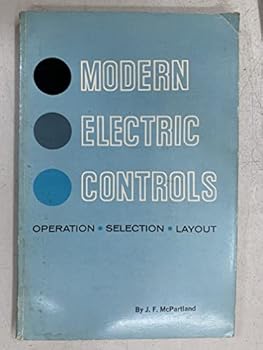 MODERN
ELECTRIC
CONTROLS
OPERATION • SELECTION • LAYOUT
By J. F. McPartland